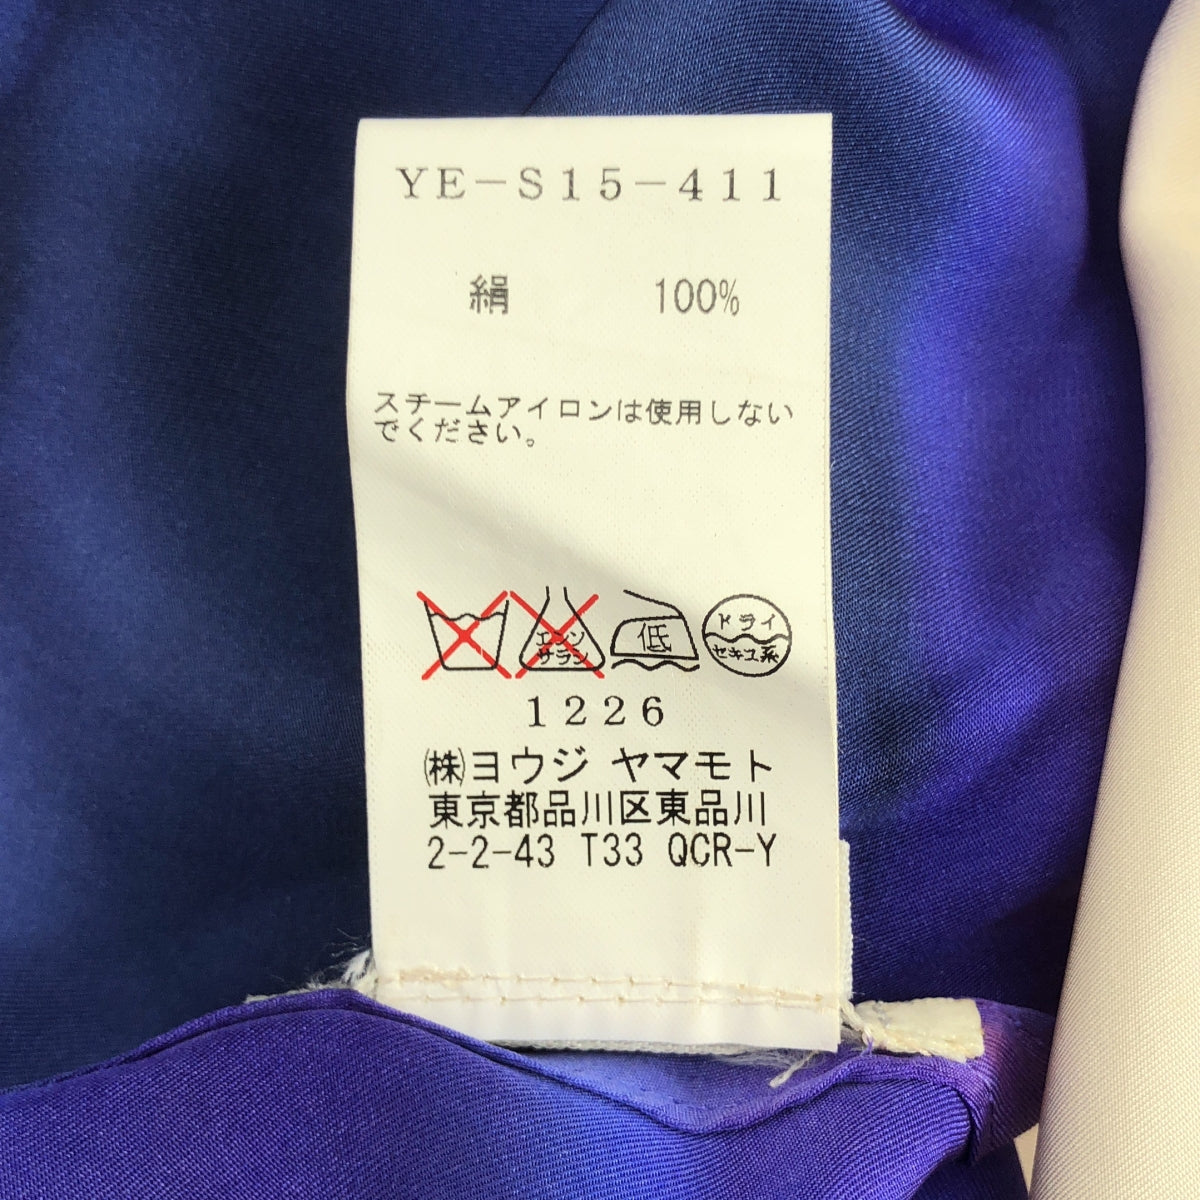 YE-S15-411
絹 100%
スチームアイロンは使用しない
でください。
エンソ
サラシ
低
ドライ
セキユ系
1226
㈱ヨウジ ヤマモト
東京都品川区東品川
2-2-43 T33 QCR-Y